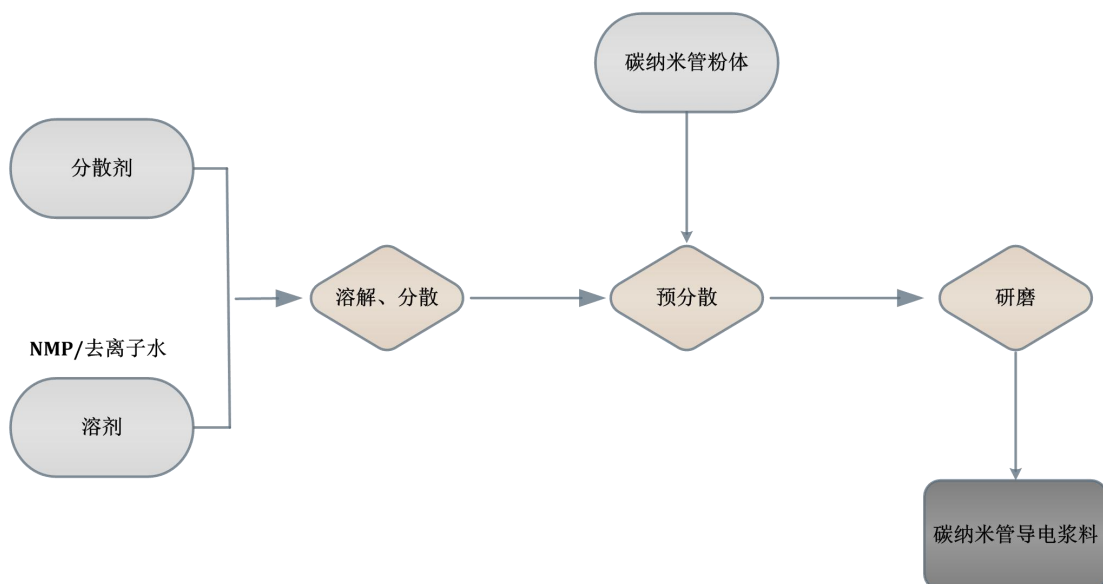 碳纳米管粉体
分散剂
溶解、分散
预分散
研磨
NMP/去离子水
溶剂
碳纳米管导电浆料